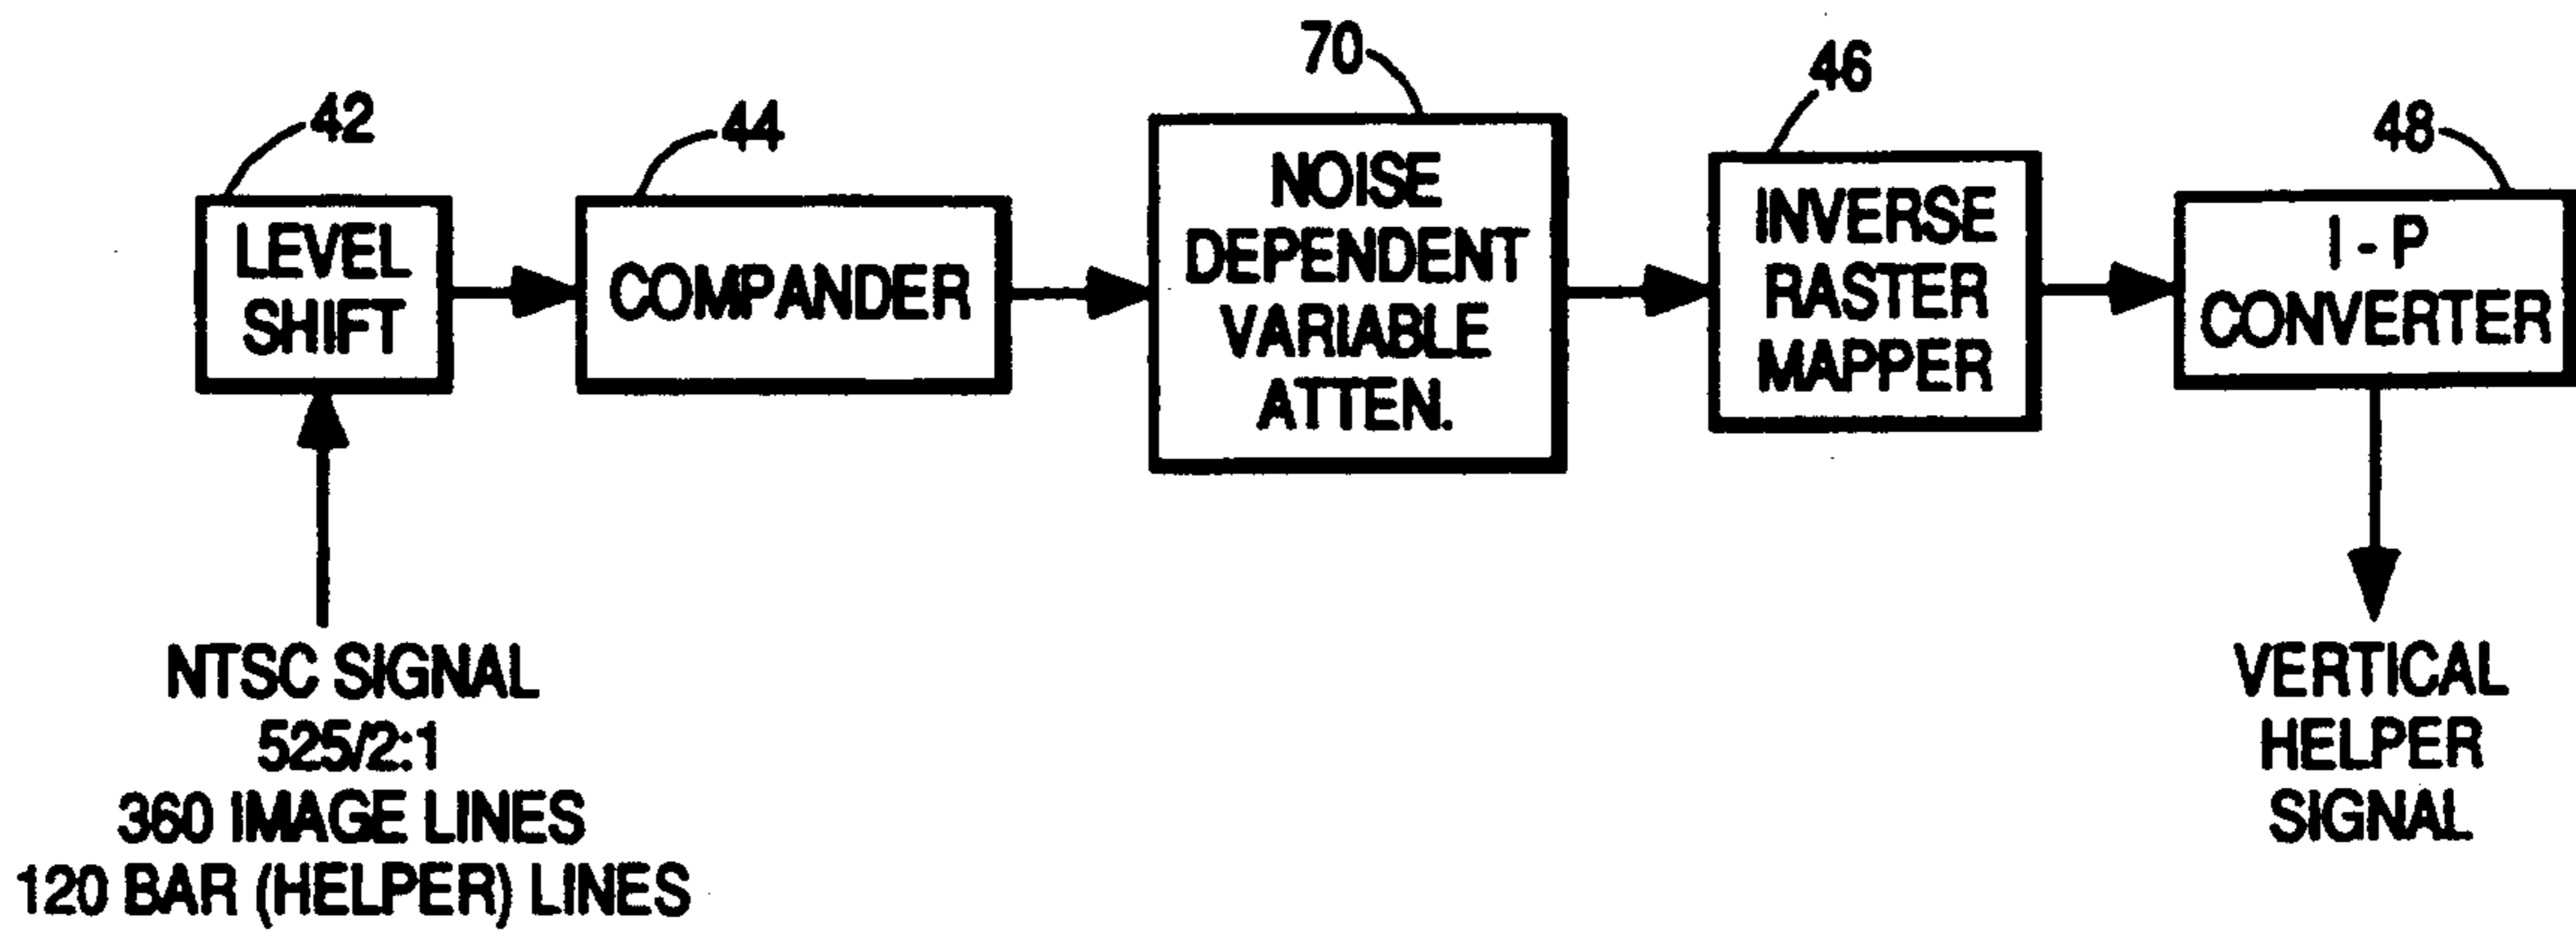 42
LEVEL
SHIFT
44
COMPANDER
70
NOISE
DEPENDENT
VARIABLE
ATTEN.
46
INVERSE
RASTER
MAPPER
48
I - P
CONVERTER
NTSC SIGNAL
525/2:1
360 IMAGE LINES
120 BAR (HELPER) LINES
VERTICAL
HELPER
SIGNAL